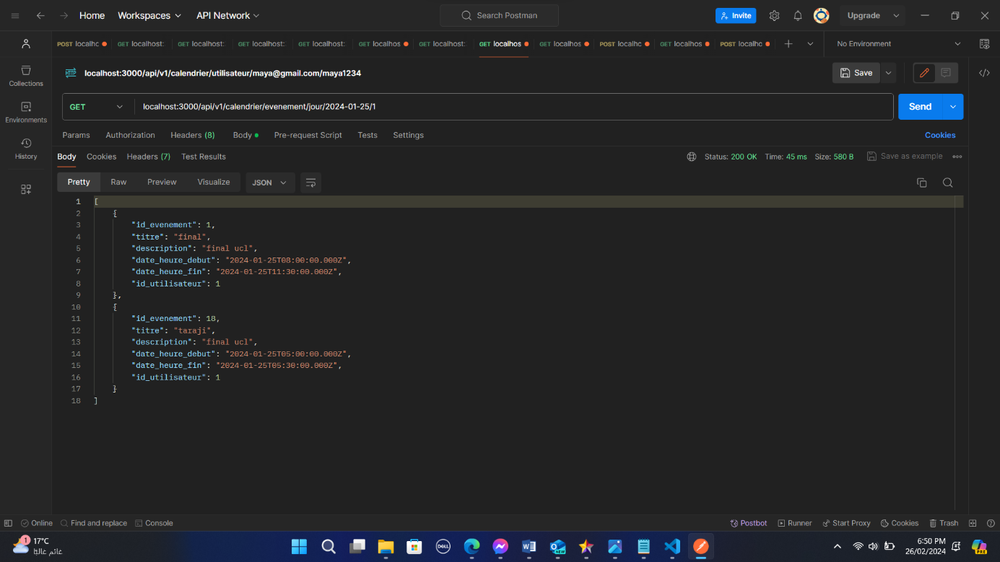 Home Workspaces API Network Search Postman Invite Upgrade
POST localhc GET localhost: GET localhost: GET localhost: GET localhost: GET localhos GET localhost: GET localhos GET localhos POST localhc GET localhos POST localhc No Environment
localhost:3000/api/v1/calendrier/utilisateur/maya@gmail.com/maya1234 Save
Collections
GET localhost:3000/api/v1/calendrier/evenement/jour/2024-01-25/1 Send
Environments
Params Authorization Headers (8) Body Pre-request Script Tests Settings Cookies
History
Body Cookies Headers (7) Test Results Status: 200 OK Time: 45 ms Size: 580 B Save as example
Pretty Raw Preview Visualize JSON
1 [
2 {
3 "id_evenement": 1,
4 "titre": "final",
5 "description": "final ucl",
6 "date_heure_debut": "2024-01-25T08:00:00.000Z",
7 "date_heure_fin": "2024-01-25T11:30:00.000Z",
8 "id_utilisateur": 1
9 },
10 {
11 "id_evenement": 18,
12 "titre": "taraji",
13 "description": "final ucl",
14 "date_heure_debut": "2024-01-25T05:00:00.000Z",
15 "date_heure_fin": "2024-01-25T05:30:00.000Z",
16 "id_utilisateur": 1
17 }
18 ]
Online Find and replace Console Postbot Runner Start Proxy Cookies Trash
1 17°C
غائم غالبًا
DELL
NEW
6:50 PM
26/02/2024
PRE